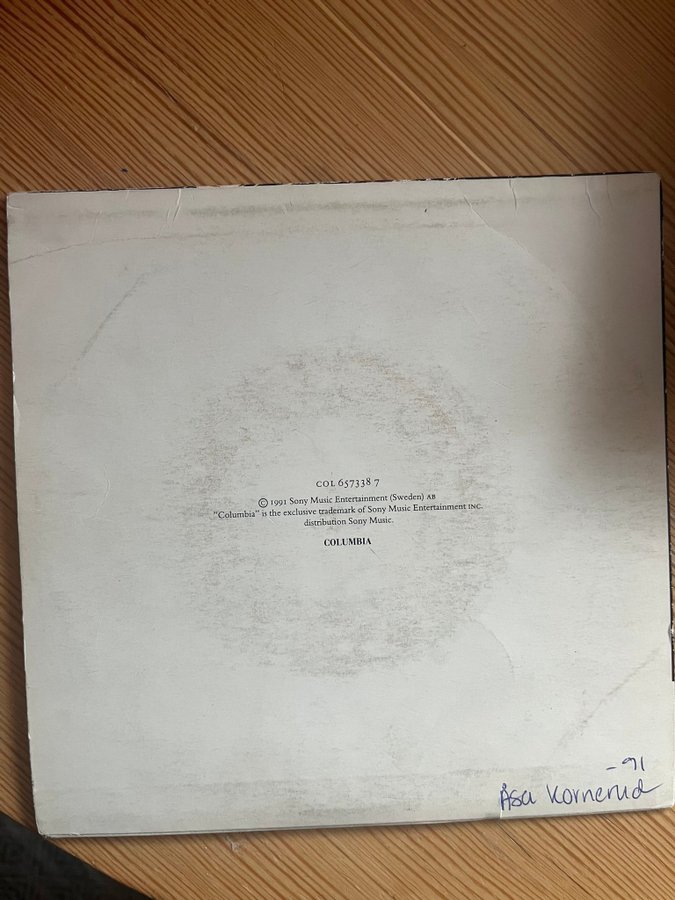 COL 657338 7
© 1991 Sony Music Entertainment (Sweden) AB
"Columbia" is the exclusive trademark of Sony Music Entertainment INC.
distribution Sony Music.
COLUMBIA
-91
Åsa Kornerud